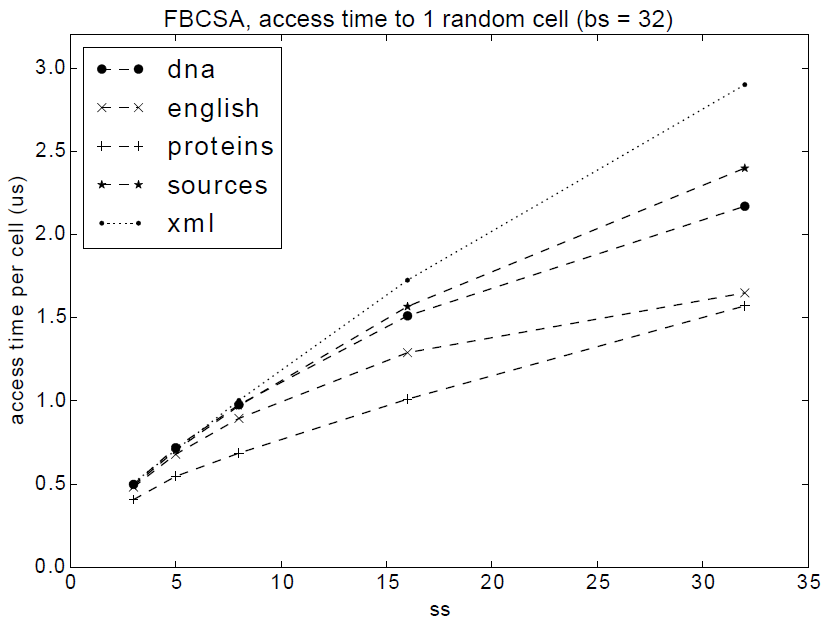 FBCSA, access time to 1 random cell (bs = 32)
access time per cell (us)
3.0
2.5
2.0
1.5
1.0
0.5
0.0
dna
english
proteins
sources
xml
0 5 10 15 20 25 30 35
ss